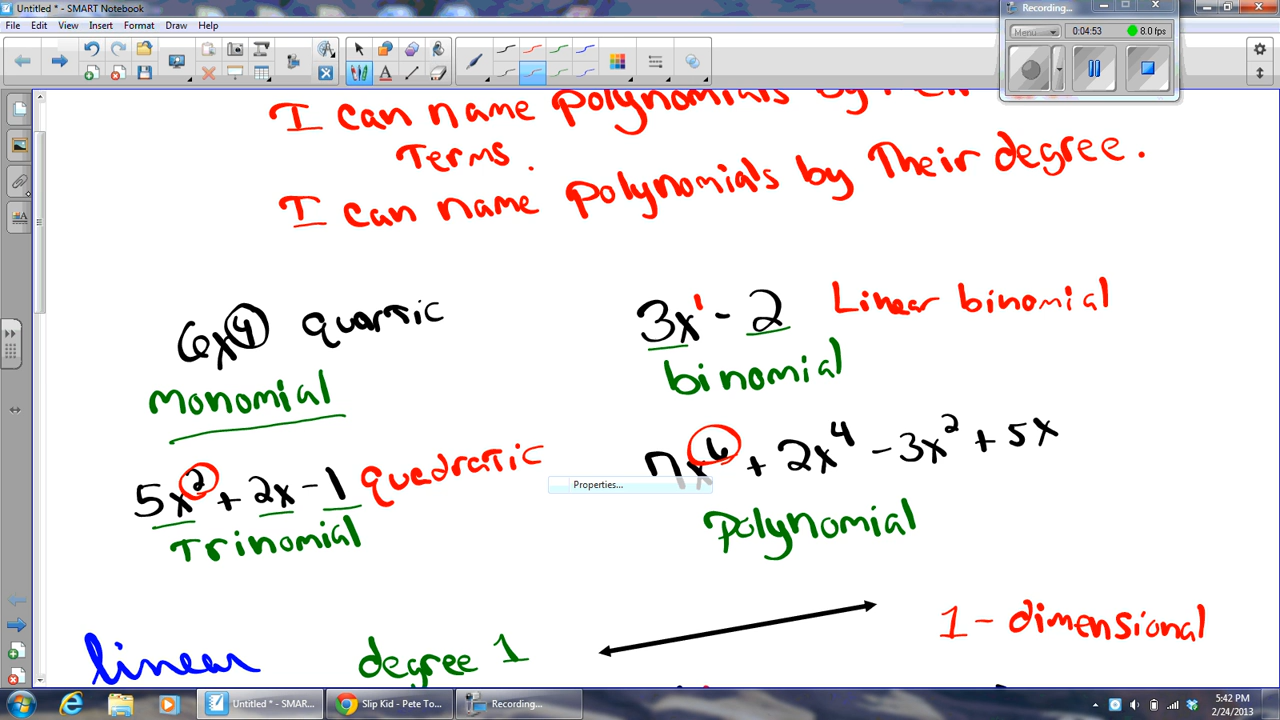 Untitled * - SMART Notebook
File Edit View Insert Format Draw Help
Recording...
Menu 0:04:53 8.0 fps
I can name polynomials by
Terms.
I can name polynomials by Their degree.
6x⁴ quartic
monomial
3x¹ - 2 Linear binomial
binomial
5x² + 2x - 1 quadratic
Trinomial
7x⁶ + 2x⁴ - 3x² + 5x
Properties...
polynomial
linear degree 1
1 - dimensional
Untitled * - SMAR...
Slip Kid - Pete To...
Recording...
5:42 PM
2/24/2013